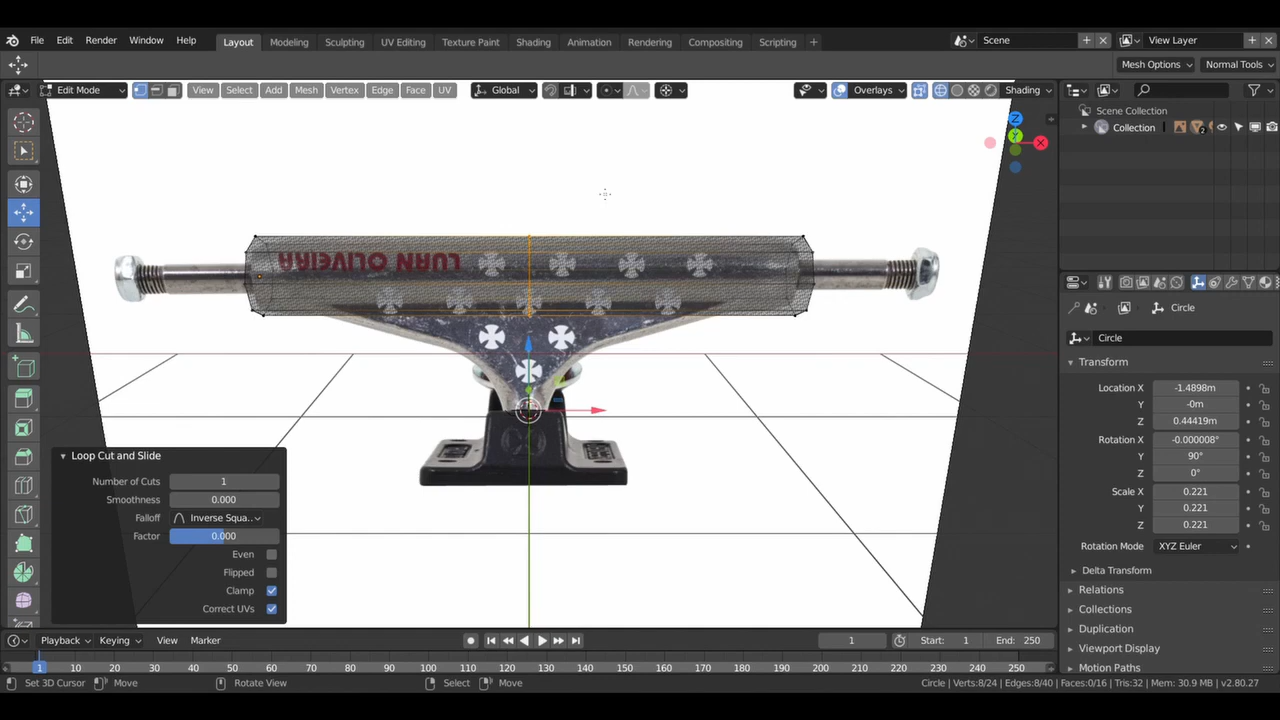 File Edit Render Window Help Layout Modeling Sculpting UV Editing Texture Paint Shading Animation Rendering Compositing Scripting + Scene View Layer
Mesh Options Normal Tools
Edit Mode View Select Add Mesh Vertex Edge Face UV Global Overlays Shading
Scene Collection
Collection
Z
Y
X
LUAN OLIVEIRA
Circle
Circle
Transform
Location X -1.4898m
Y -0m
Z 0.44419m
Rotation X -0.000008°
Y 90°
Z 0°
Scale X 0.221
Y 0.221
Z 0.221
Rotation Mode XYZ Euler
Delta Transform
Relations
Collections
Duplication
Viewport Display
Motion Paths
Loop Cut and Slide
Number of Cuts 1
Smoothness 0.000
Falloff Inverse Squa..
Factor 0.000
Even
Flipped
Clamp
Correct UVs
Playback Keying View Marker 1 Start: 1 End: 250
1 10 20 30 40 50 60 70 80 90 100 110 120 130 140 150 160 170 180 190 200 210 220 230 240 250
Set 3D Cursor Move Rotate View Select Move Circle | Verts:8/24 | Edges:8/40 | Faces:0/16 | Tris:32 | Mem: 30.9 MB | v2.80.27